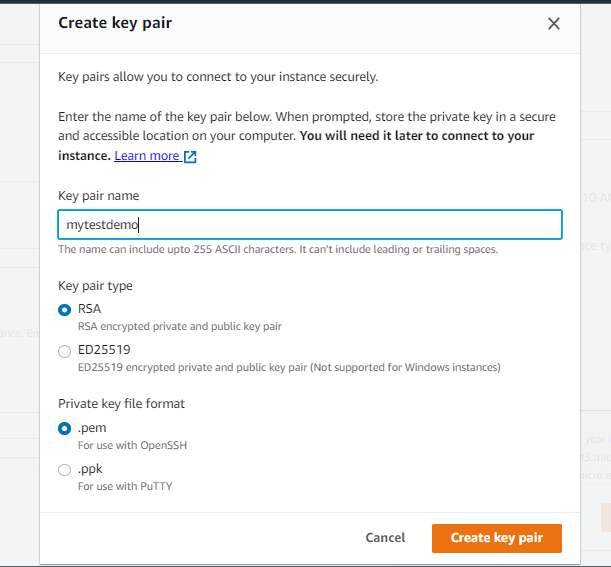 Create key pair
Key pairs allow you to connect to your instance securely.
Enter the name of the key pair below. When prompted, store the private key in a secure
and accessible location on your computer. You will need it later to connect to your
instance. Learn more
Key pair name
mytestdemo
The name can include upto 255 ASCII characters. It can't include leading or trailing spaces.
Key pair type
RSA
RSA encrypted private and public key pair
ED25519
ED25519 encrypted private and public key pair (Not supported for Windows instances)
Private key file format
.pem
For use with OpenSSH
.ppk
For use with PuTTY
Cancel
Create key pair